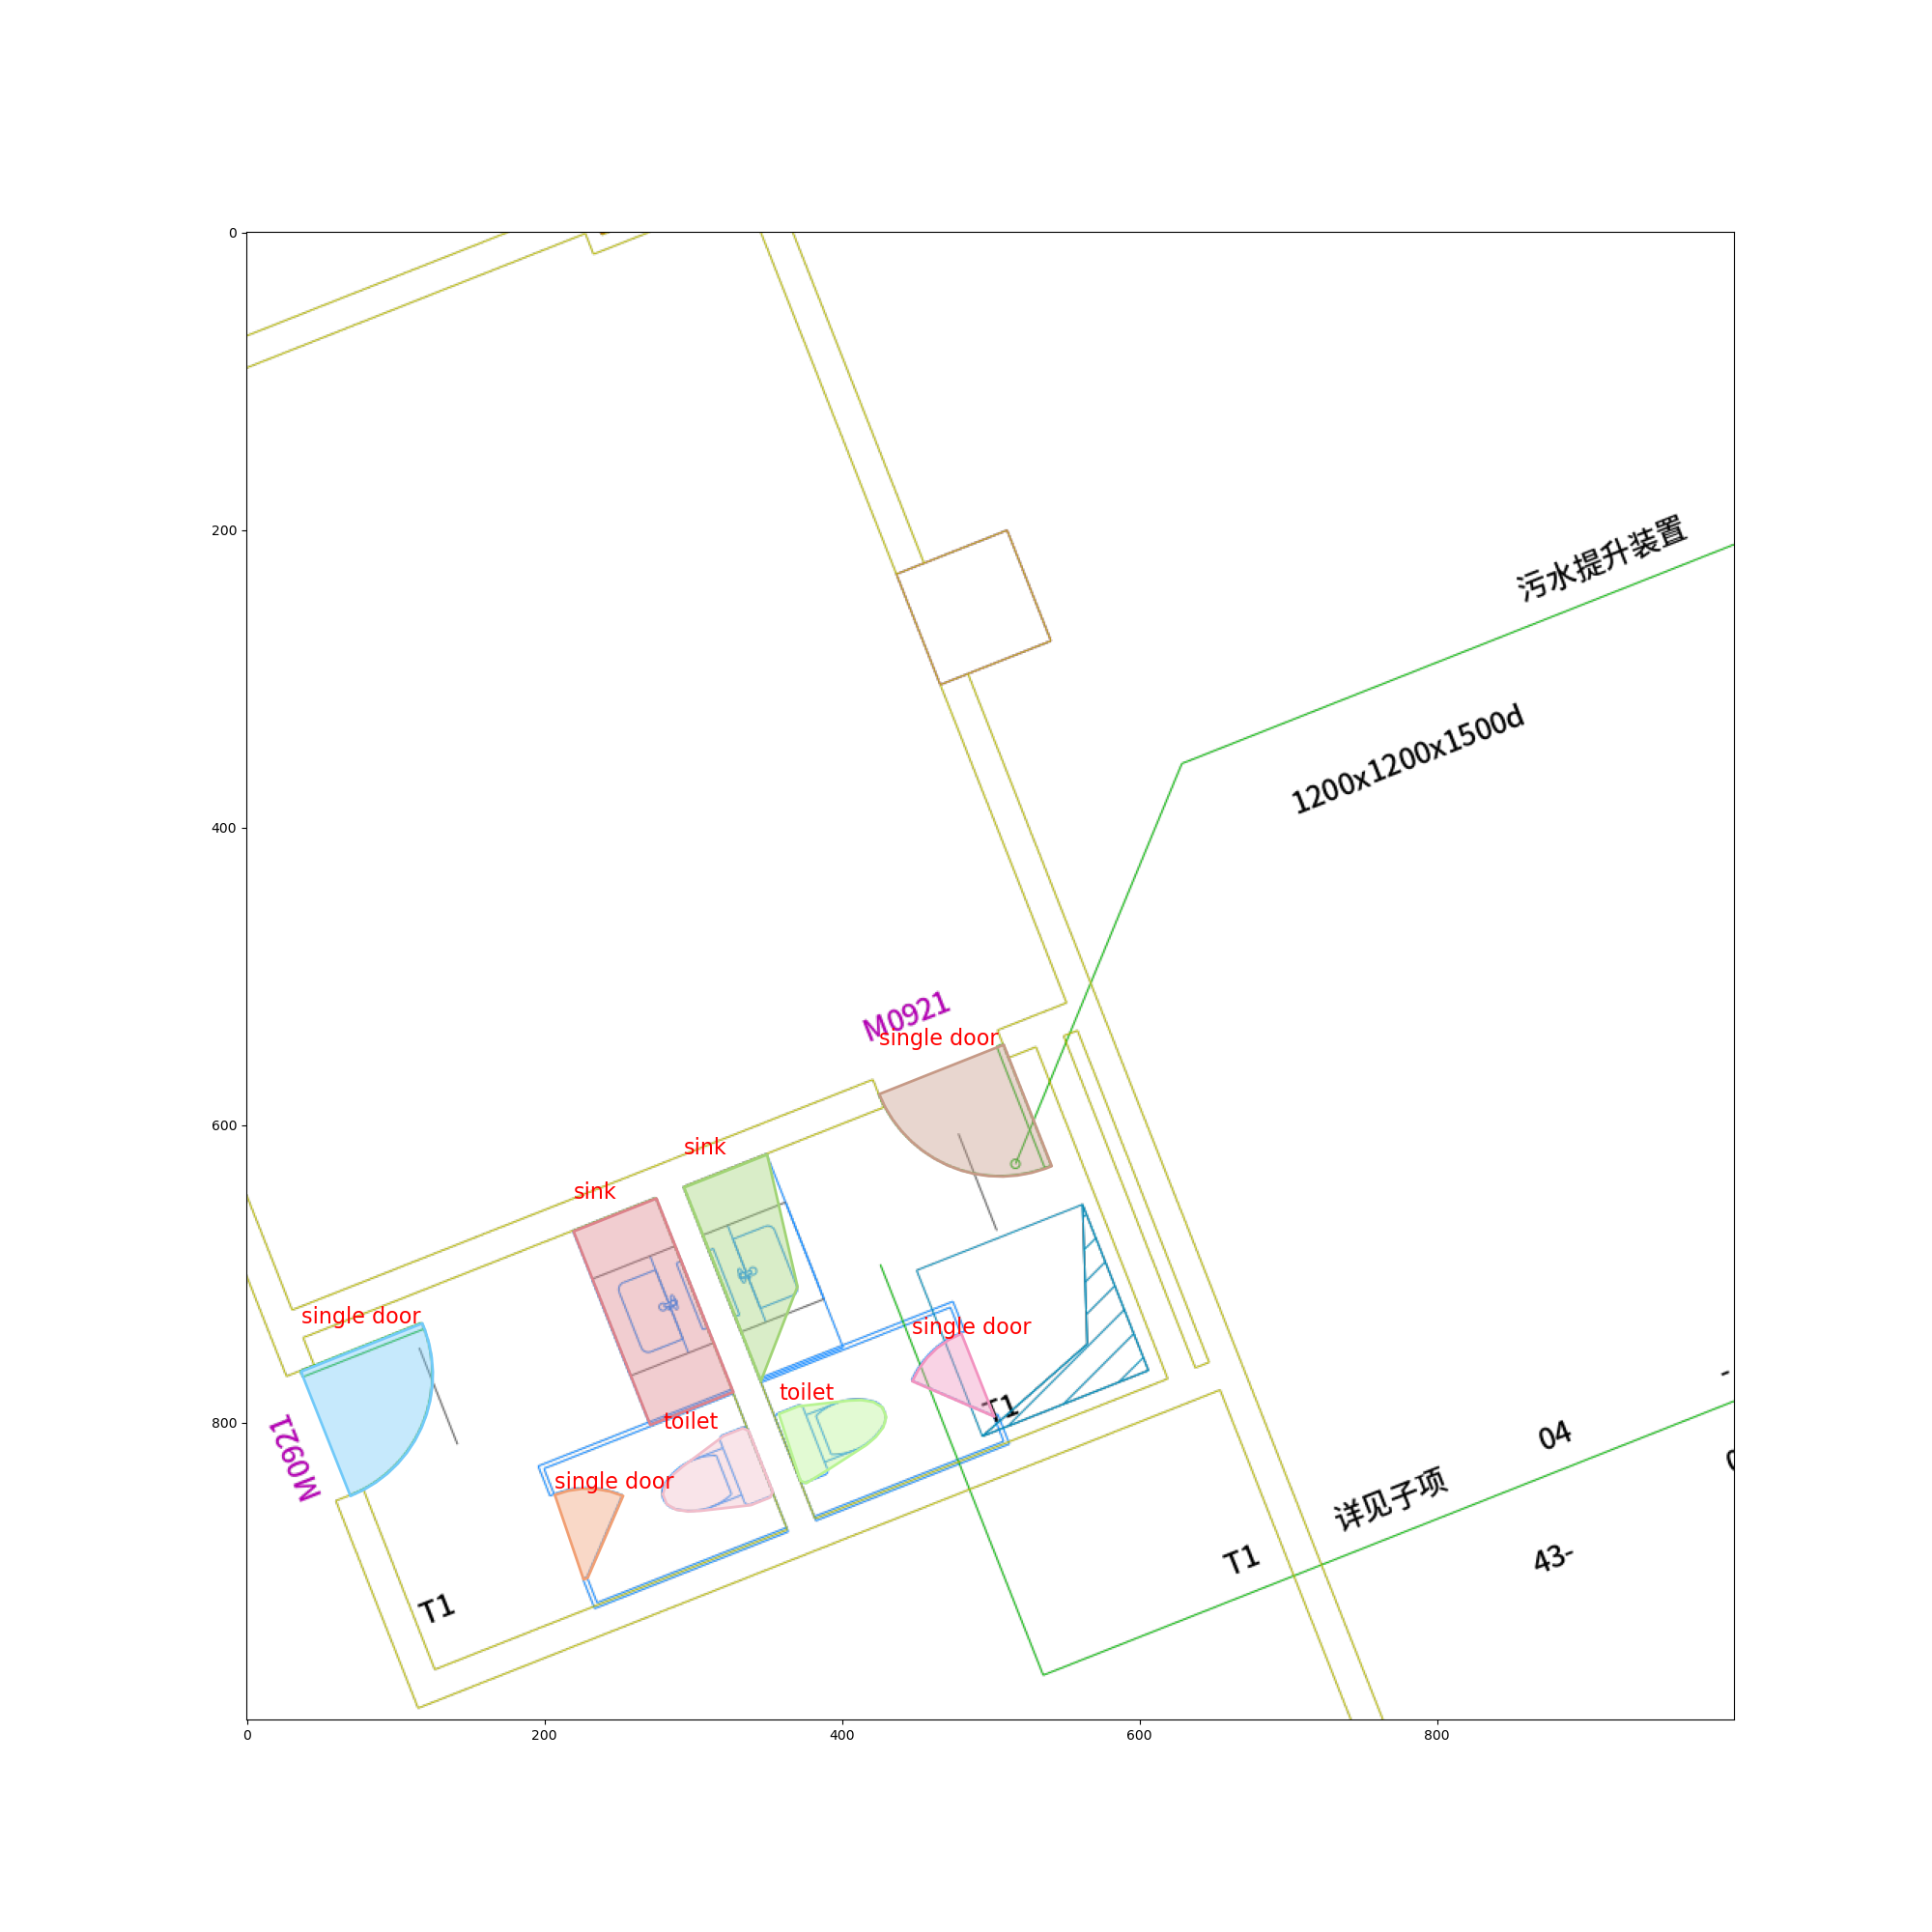 0
200
400
600
800
0
200
400
600
800
污水提升装置
1200x1200x1500d
M0921
single door
sink
sink
single door
single door
toilet
T1
toilet
M0921
single door
04
详见子项
T1
43-
T1